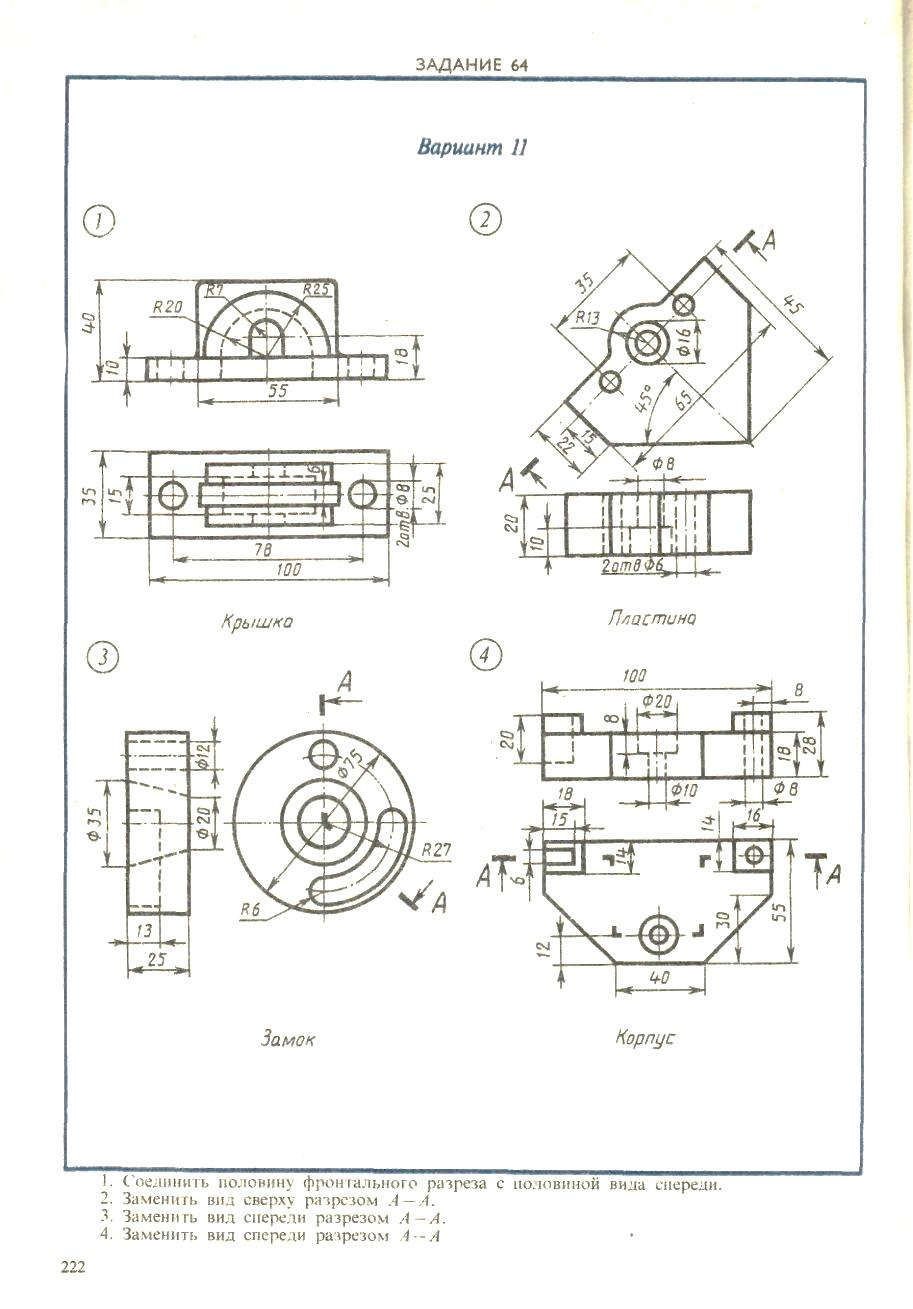 ЗАДАНИЕ 64
Вариант 11
1
40
10
R20
R7
R25
18
55
35
15
6
2отв.Ф8
25
78
100
Крышка
2
А
35
R13
Ф16
45
45°
65
22
15
А
Ф8
20
10
2отв Ф6
Пластина
3
А
Ф12
Ф35
Ф20
Ф75
R27
R6
А
13
25
Замок
4
100
8
Ф20
8
20
18
28
Ф10
Ф8
18
15
14
16
14
А
А
6
30
55
12
40
Корпус
1. Соединить половину фронтального разреза с половиной вида спереди.
2. Заменить вид сверху разрезом А – А.
3. Заменить вид спереди разрезом А – А.
4. Заменить вид спереди разрезом А -- А
222